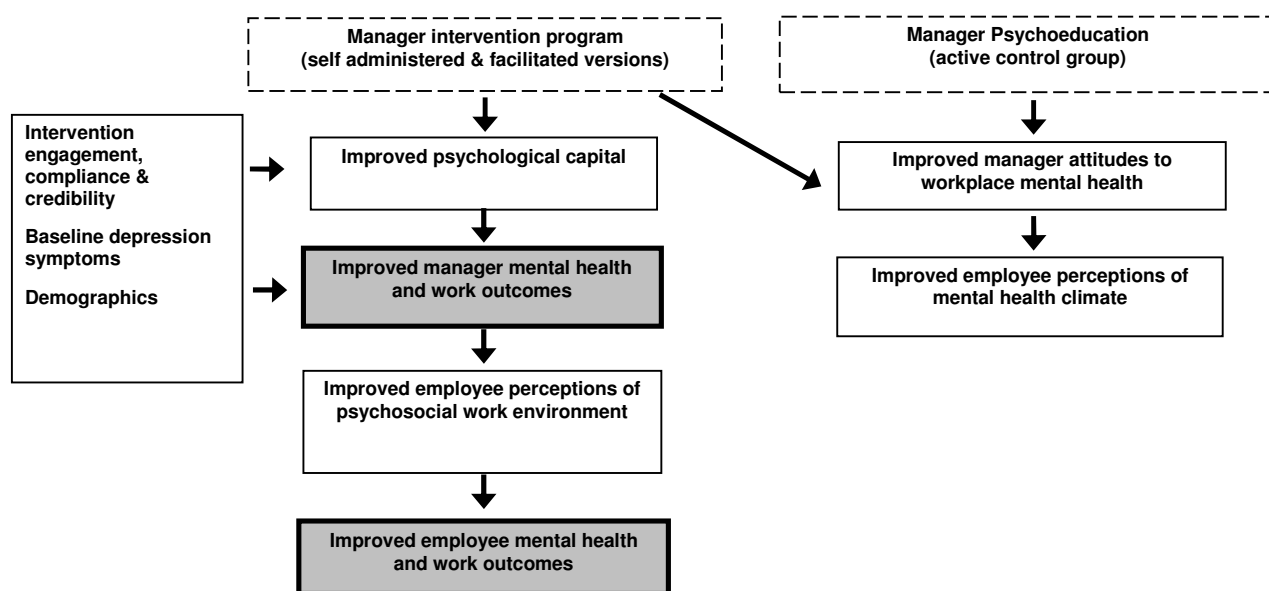 Manager intervention program
(self administered & facilitated versions)
Manager Psychoeducation
(active control group)
Intervention
engagement,
compliance &
credibility
Baseline depression
symptoms
Demographics
Improved psychological capital
Improved manager attitudes to
workplace mental health
Improved manager mental health
and work outcomes
Improved employee perceptions of
mental health climate
Improved employee perceptions of
psychosocial work environment
Improved employee mental health
and work outcomes